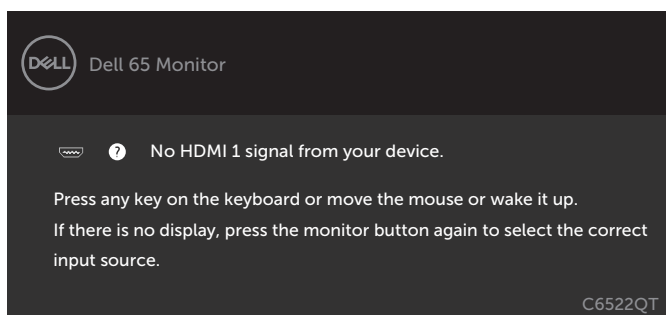 DELL
Dell 65 Monitor
? No HDMI 1 signal from your device.
Press any key on the keyboard or move the mouse or wake it up.
If there is no display, press the monitor button again to select the correct
input source.
C6522QT